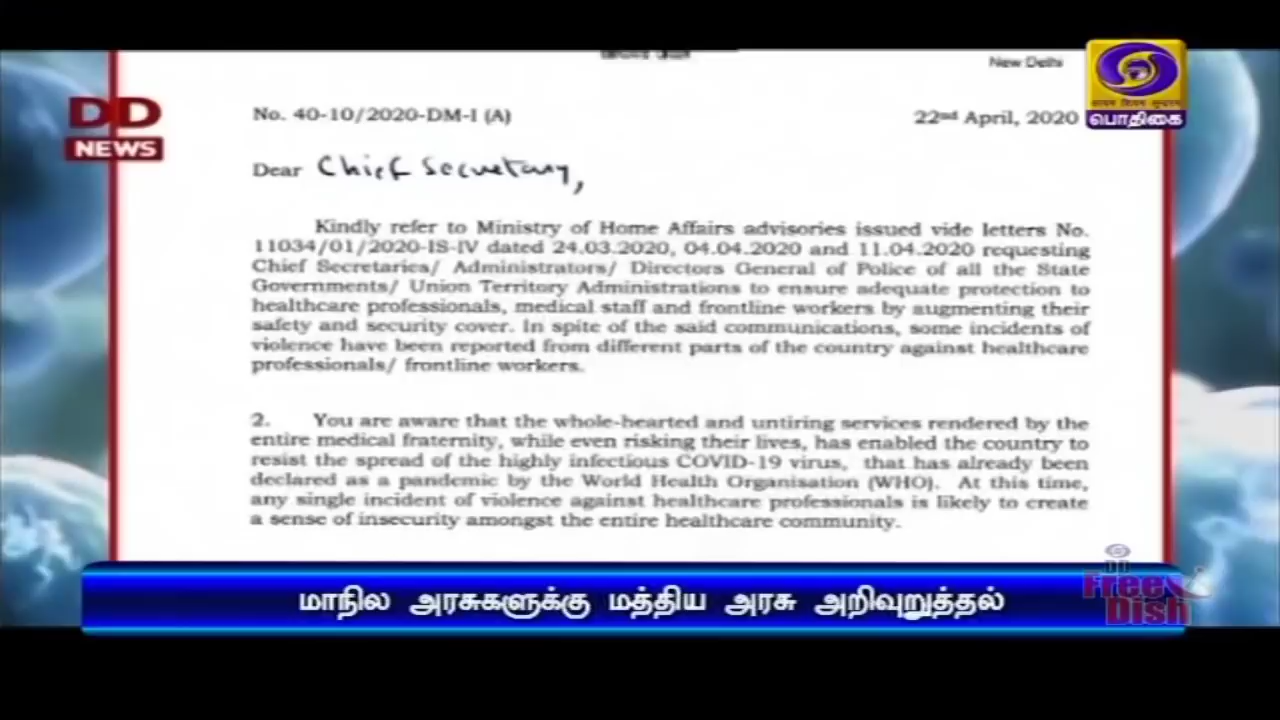 New Delhi
DD
NEWS
பொதிகை
No. 40-10/2020-DM-I (A)
22nd April, 2020
Dear Chief Secretary,
Kindly refer to Ministry of Home Affairs advisories issued vide letters No.
11034/01/2020-IS-IV dated 24.03.2020, 04.04.2020 and 11.04.2020 requesting
Chief Secretaries/ Administrators/ Directors General of Police of all the State
Governments/ Union Territory Administrations to ensure adequate protection to
healthcare professionals, medical staff and frontline workers by augmenting their
safety and security cover. In spite of the said communications, some incidents of
violence have been reported from different parts of the country against healthcare
professionals/ frontline workers.
2. You are aware that the whole-hearted and untiring services rendered by the
entire medical fraternity, while even risking their lives, has enabled the country to
resist the spread of the highly infectious COVID-19 virus, that has already been
declared as a pandemic by the World Health Organisation (WHO). At this time,
any single incident of violence against healthcare professionals is likely to create
a sense of insecurity amongst the entire healthcare community.
மாநில அரசுகளுக்கு மத்திய அரசு அறிவுறுத்தல்
DD
Free
Dish